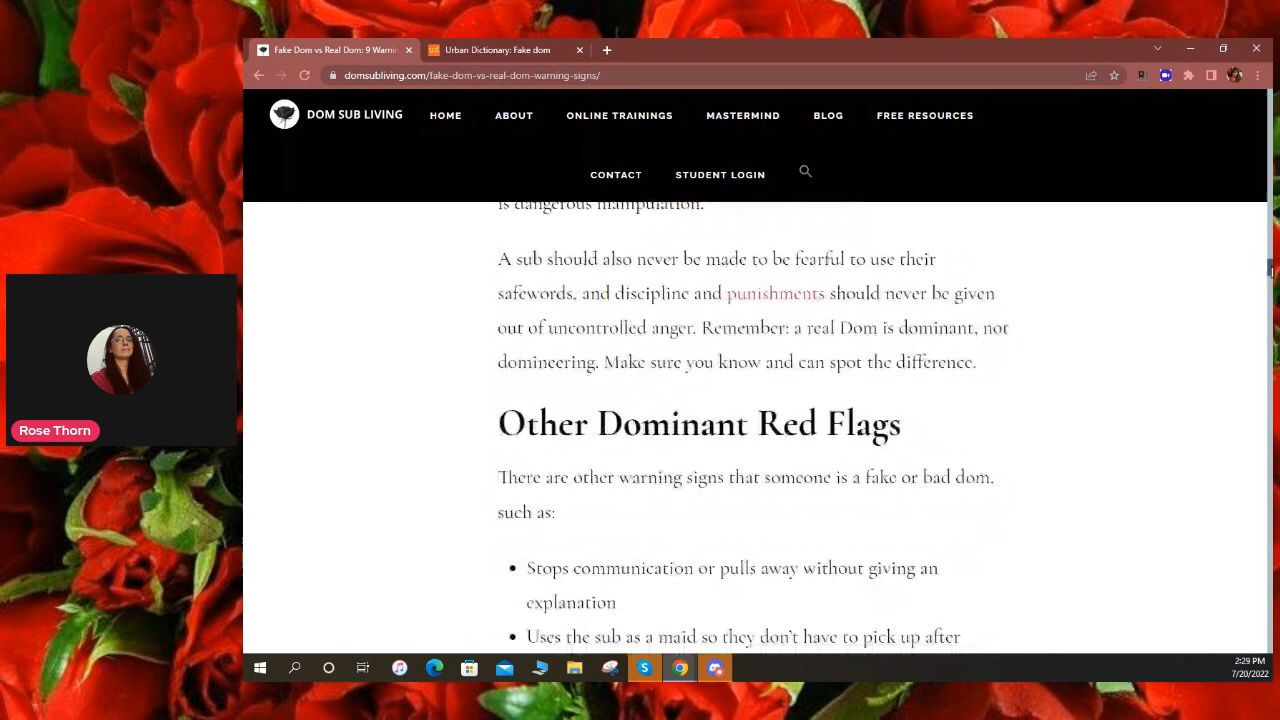 Fake Dom vs Real Dom: 9 Warnin
Urban Dictionary: Fake dom
domsubliving.com/fake-dom-vs-real-dom-warning-signs/
DOM SUB LIVING
HOME
ABOUT
ONLINE TRAININGS
MASTERMIND
BLOG
FREE RESOURCES
CONTACT
STUDENT LOGIN
is dangerous manipulation.
A sub should also never be made to be fearful to use their
safewords, and discipline and punishments should never be given
out of uncontrolled anger. Remember: a real Dom is dominant, not
domineering. Make sure you know and can spot the difference.
Other Dominant Red Flags
There are other warning signs that someone is a fake or bad dom,
such as:
• Stops communication or pulls away without giving an
explanation
• Uses the sub as a maid so they don't have to pick up after
Rose Thorn
2:29 PM
7/20/2022